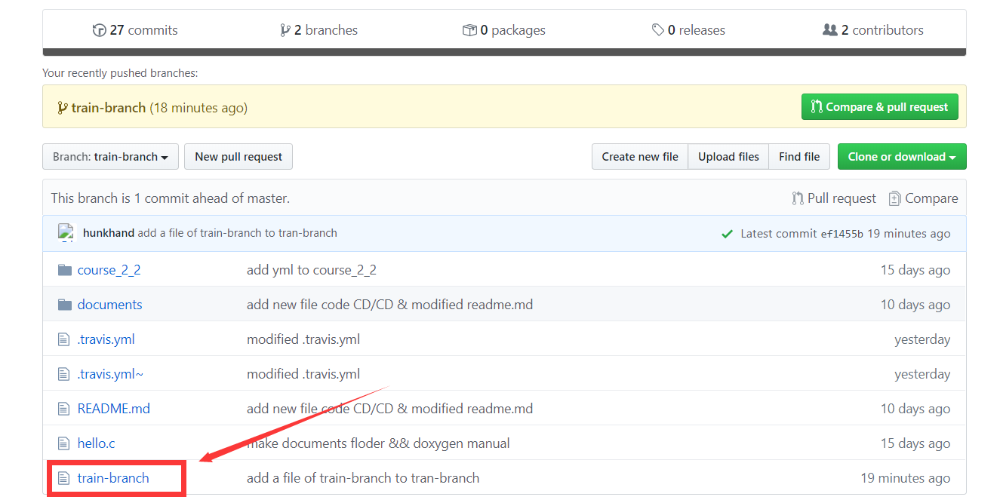 27 commits 2 branches 0 packages 0 releases 2 contributors
Your recently pushed branches:
train-branch (18 minutes ago) Compare & pull request
Branch: train-branch New pull request Create new file Upload files Find file Clone or download
This branch is 1 commit ahead of master. Pull request Compare
hunkhand add a file of train-branch to tran-branch Latest commit ef1455b 19 minutes ago
course_2_2 add yml to course_2_2 15 days ago
documents add new file code CD/CD & modified readme.md 10 days ago
.travis.yml modified .travis.yml yesterday
.travis.yml~ modified .travis.yml yesterday
README.md add new file code CD/CD & modified readme.md 10 days ago
hello.c make documents floder && doxygen manual 15 days ago
train-branch add a file of train-branch to tran-branch 19 minutes ago